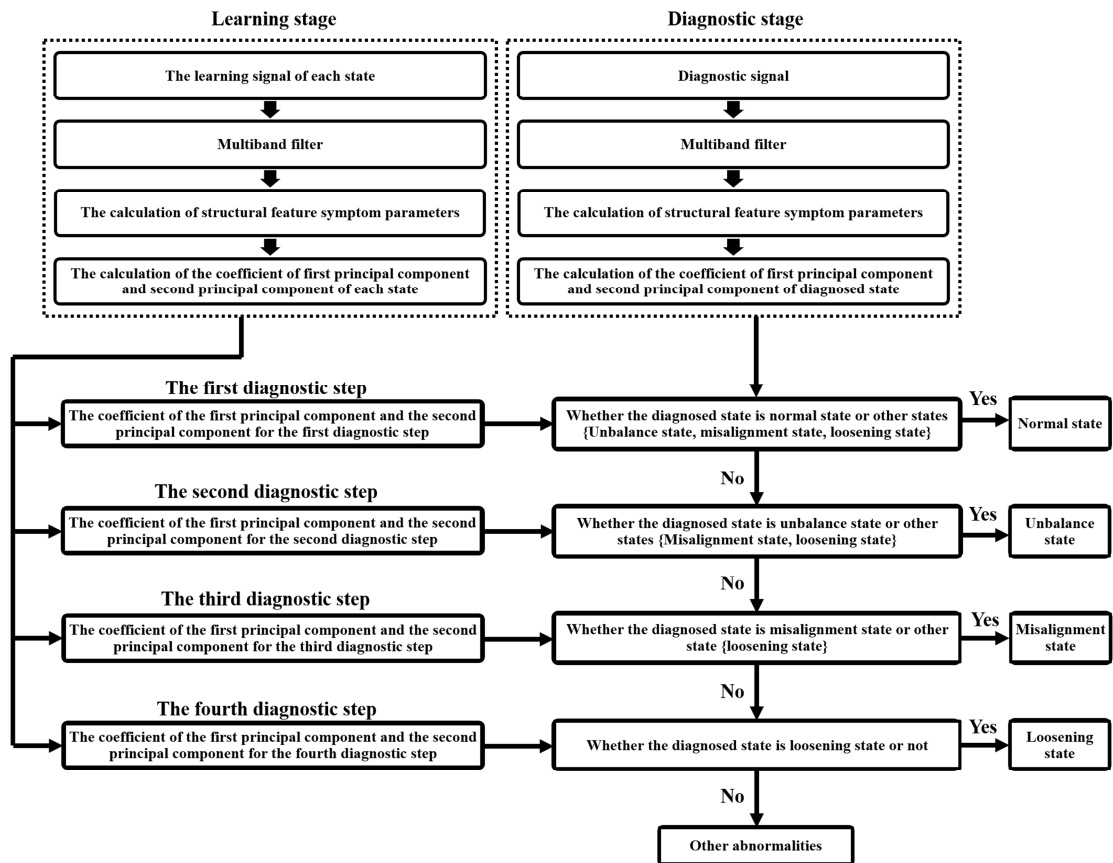 Learning stage
Diagnostic stage
The learning signal of each state
Diagnostic signal
Multiband filter
Multiband filter
The calculation of structural feature symptom parameters
The calculation of structural feature symptom parameters
The calculation of the coefficient of first principal component
and second principal component of each state
The calculation of the coefficient of first principal component
and second principal component of diagnosed state
The first diagnostic step
The coefficient of the first principal component and the second
principal component for the first diagnostic step
Whether the diagnosed state is normal state or other states
{Unbalance state, misalignment state, loosening state}
Yes
Normal state
No
The second diagnostic step
The coefficient of the first principal component and the second
principal component for the second diagnostic step
Whether the diagnosed state is unbalance state or other
states {Misalignment state, loosening state}
Yes
Unbalance
state
No
The third diagnostic step
The coefficient of the first principal component and the second
principal component for the third diagnostic step
Whether the diagnosed state is misalignment state or other
state {loosening state}
Yes
Misalignment
state
No
The fourth diagnostic step
The coefficient of the first principal component and the second
principal component for the fourth diagnostic step
Whether the diagnosed state is loosening state or not
Yes
Loosening
state
No
Other abnormalities